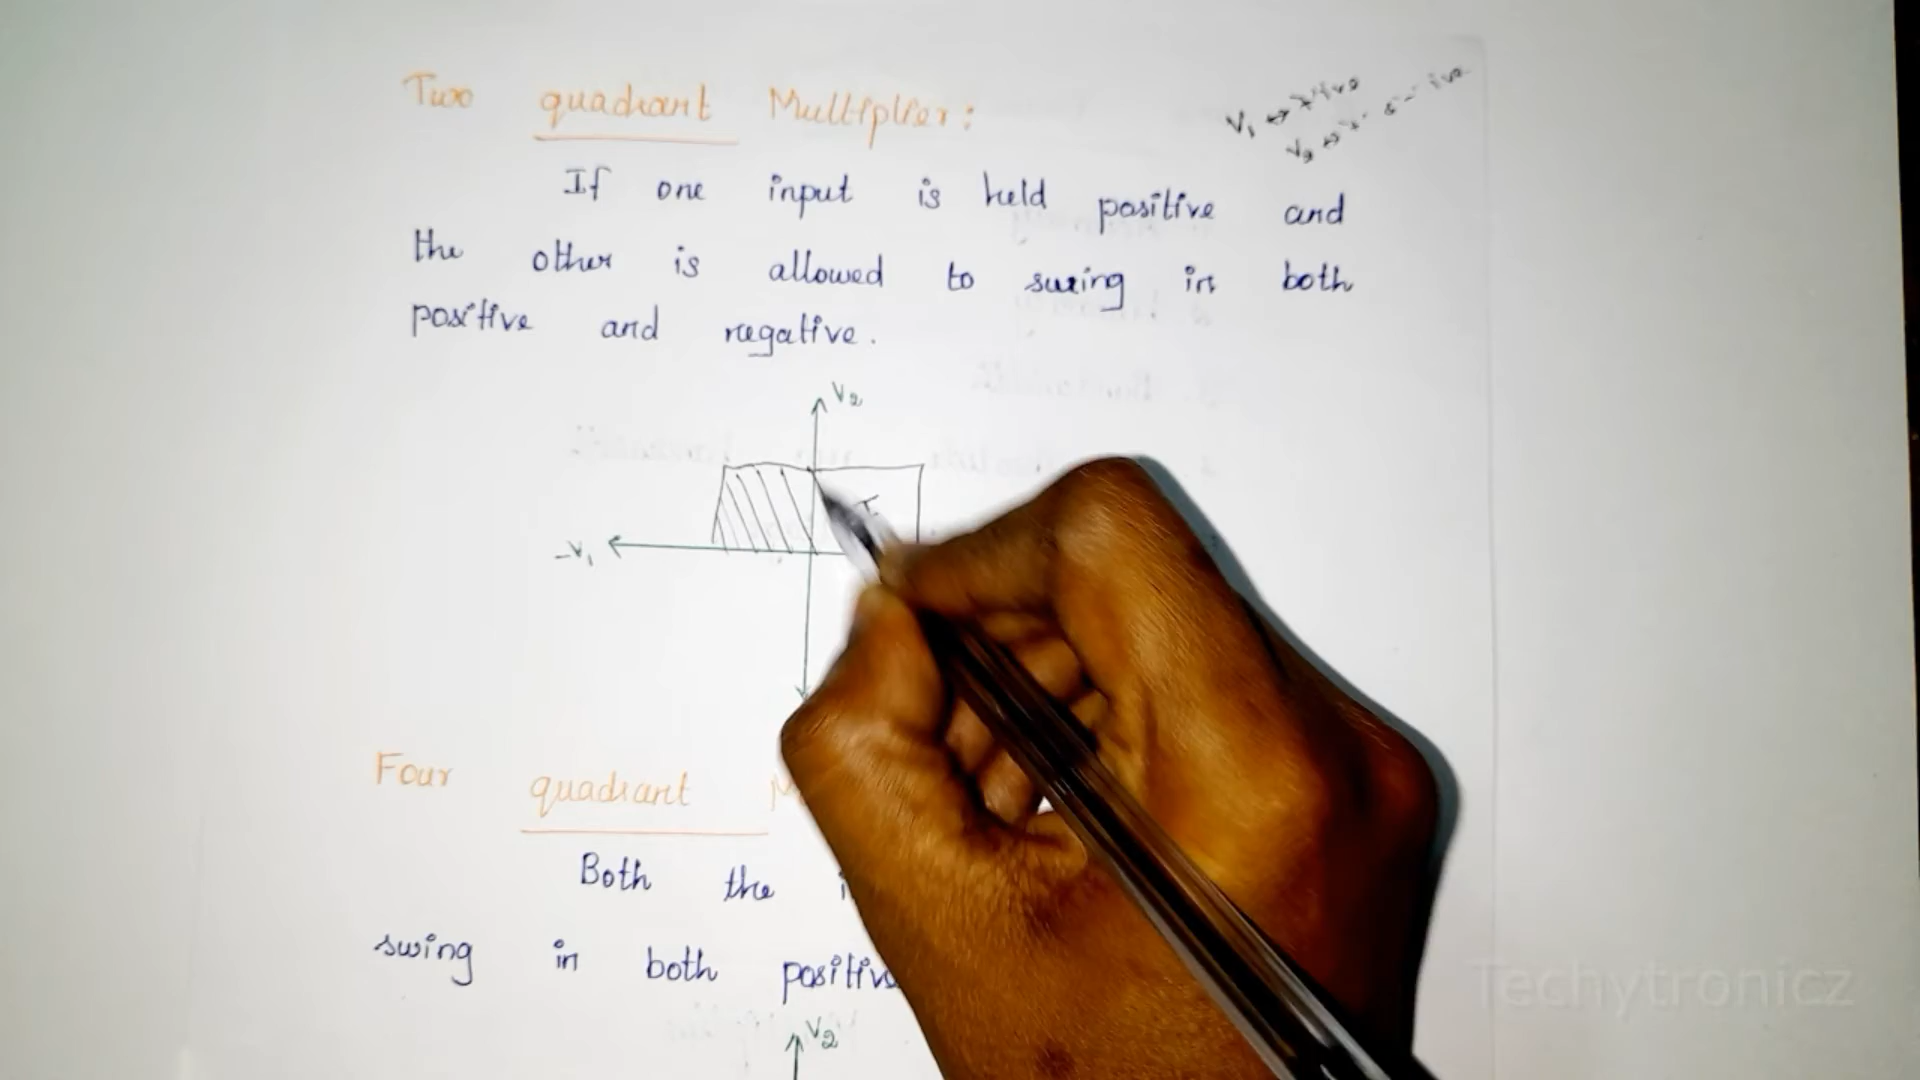 Two quadrant Multiplier:
If one input is held positive and
the other is allowed to swing in both
positive and negative.
V2
I
-V1
Four quadrant
Both the
swing in both positive
V2
Techytronicz